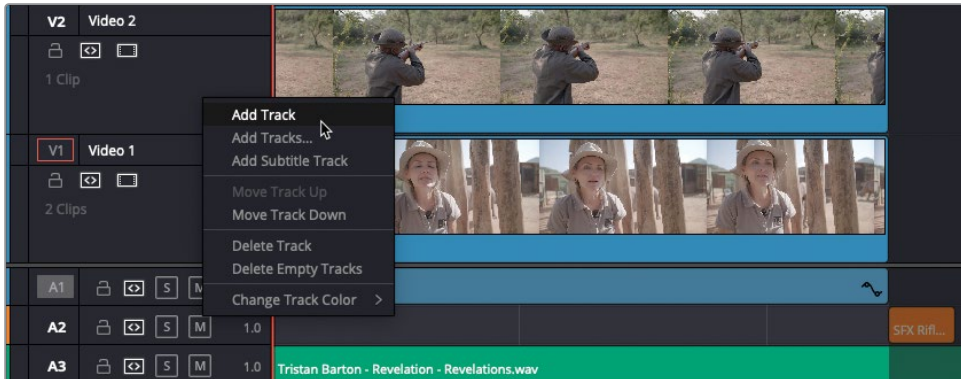 V2 Video 2
1 Clip
Add Track
Add Tracks...
V1 Video 1
Add Subtitle Track
Move Track Up
2 Clips
Move Track Down
Delete Track
Delete Empty Tracks
A1 S M
Change Track Color >
A2 S M 1.0
SFX Rifl...
A3 S M 1.0 Tristan Barton - Revelation - Revelations.wav